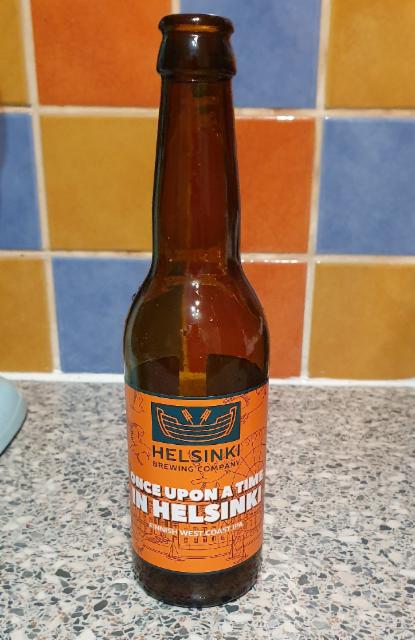 HELSINKI
BREWING COMPANY
ONCE UPON A TIME
IN HELSINKI
FINNISH WEST COAST IPA